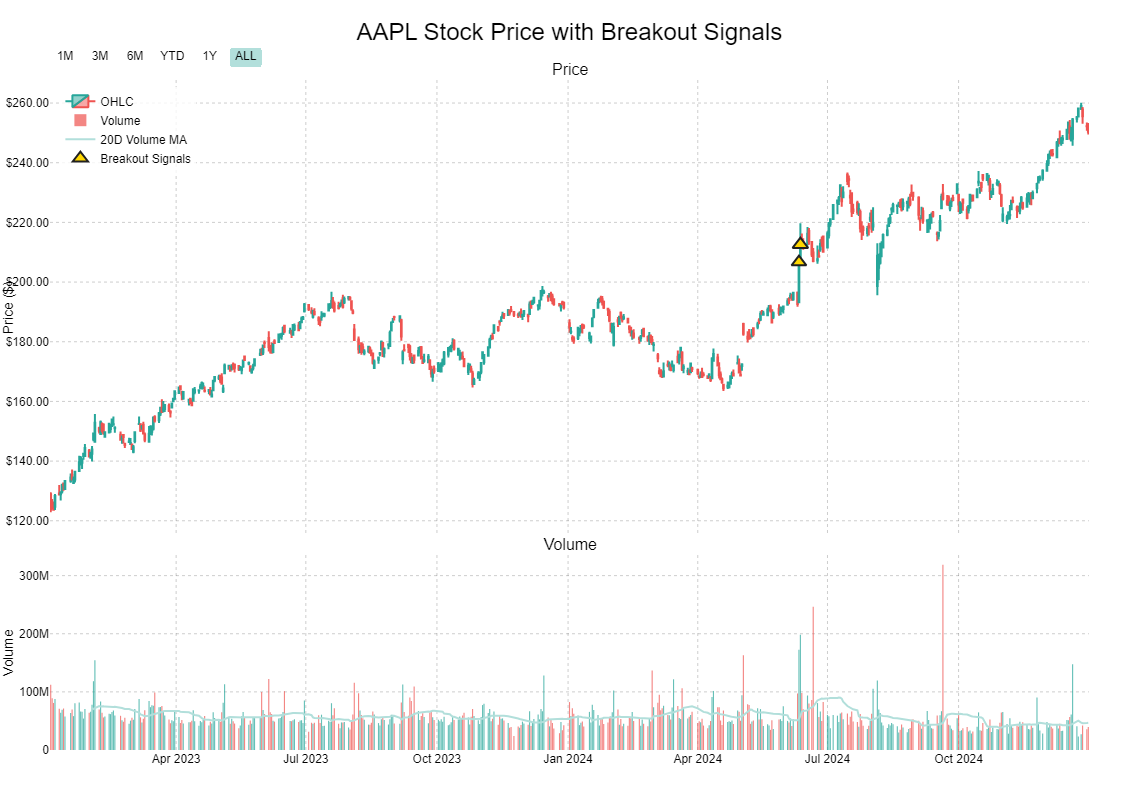 AAPL Stock Price with Breakout Signals
1M 3M 6M YTD 1Y ALL
Price
OHLC
Volume
20D Volume MA
Breakout Signals
$260.00
$240.00
$220.00
$200.00
$180.00
$160.00
$140.00
$120.00
Price ($)
Volume
300M
200M
100M
0
Volume
Apr 2023 Jul 2023 Oct 2023 Jan 2024 Apr 2024 Jul 2024 Oct 2024